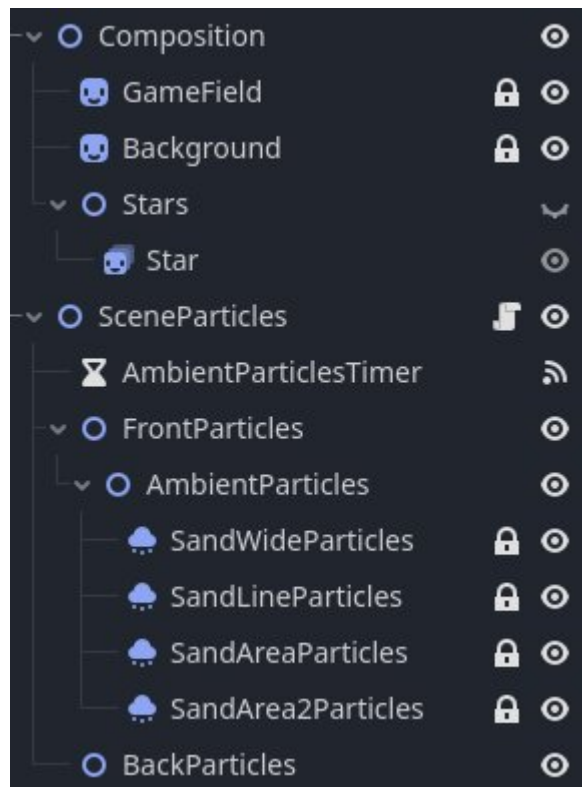 Composition
GameField
Background
Stars
Star
SceneParticles
AmbientParticlesTimer
FrontParticles
AmbientParticles
SandWideParticles
SandLineParticles
SandAreaParticles
SandArea2Particles
BackParticles